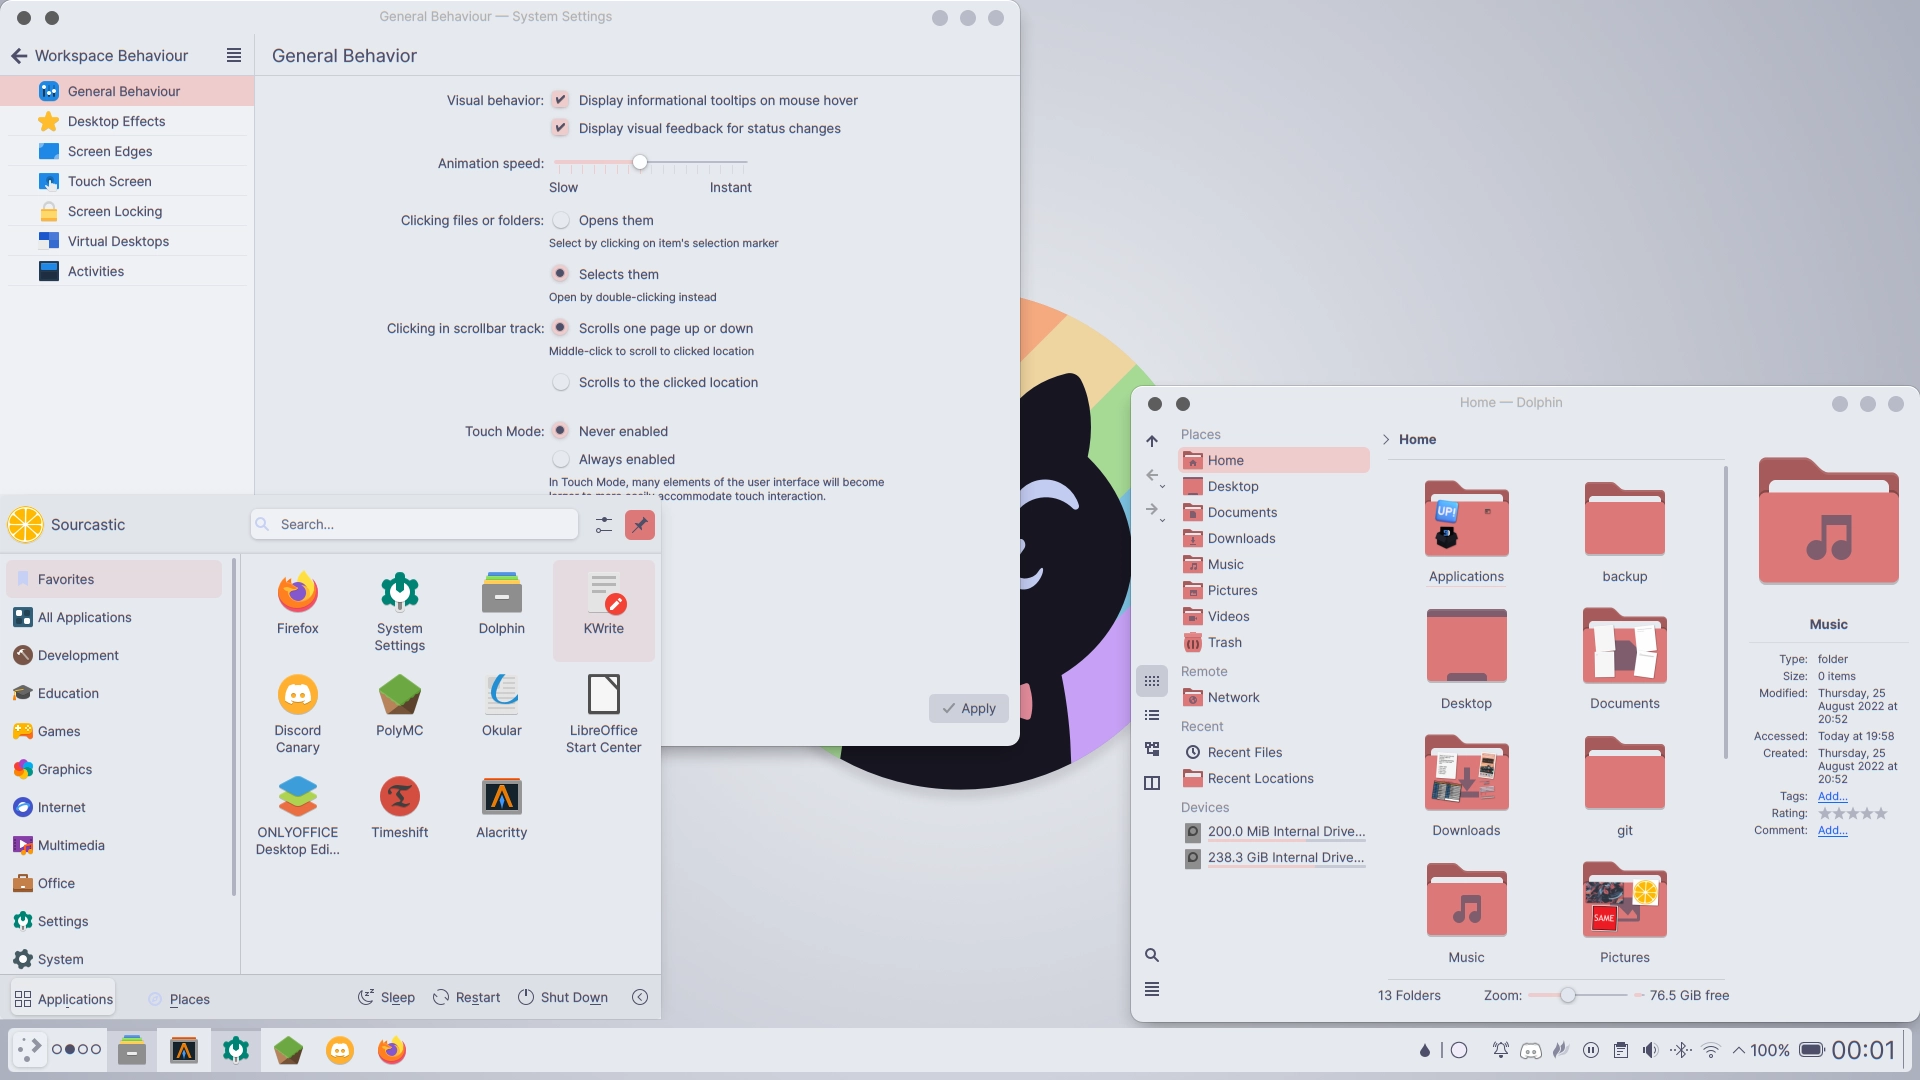 General Behaviour — System Settings
Workspace Behaviour
General Behavior
General Behaviour
Desktop Effects
Screen Edges
Touch Screen
Screen Locking
Virtual Desktops
Activities
Visual behavior:
Display informational tooltips on mouse hover
Display visual feedback for status changes
Animation speed:
Slow
Instant
Clicking files or folders:
Opens them
Select by clicking on item's selection marker
Selects them
Open by double-clicking instead
Clicking in scrollbar track:
Scrolls one page up or down
Middle-click to scroll to clicked location
Scrolls to the clicked location
Touch Mode:
Never enabled
Always enabled
In Touch Mode, many elements of the user interface will become
larger to more easily accommodate touch interaction.
Apply
Sourcastic
Search...
Favorites
All Applications
Development
Education
Games
Graphics
Internet
Multimedia
Office
Settings
System
Firefox
System
Settings
Dolphin
KWrite
Discord
Canary
PolyMC
Okular
LibreOffice
Start Center
ONLYOFFICE
Desktop Edi...
Timeshift
Alacritty
Applications
Places
Sleep
Restart
Shut Down
Home — Dolphin
Places
Home
Desktop
Documents
Downloads
Music
Pictures
Videos
Trash
Remote
Network
Recent
Recent Files
Recent Locations
Devices
200.0 MiB Internal Drive...
238.3 GiB Internal Drive...
Home
UP!
Applications
backup
Desktop
Documents
Downloads
git
Music
SAME
Pictures
13 Folders
Zoom:
76.5 GiB free
Music
Type: folder
Size: 0 items
Modified: Thursday, 25
August 2022 at
20:52
Accessed: Today at 19:58
Created: Thursday, 25
August 2022 at
20:52
Tags: Add...
Rating:
Comment: Add...
100%
00:01